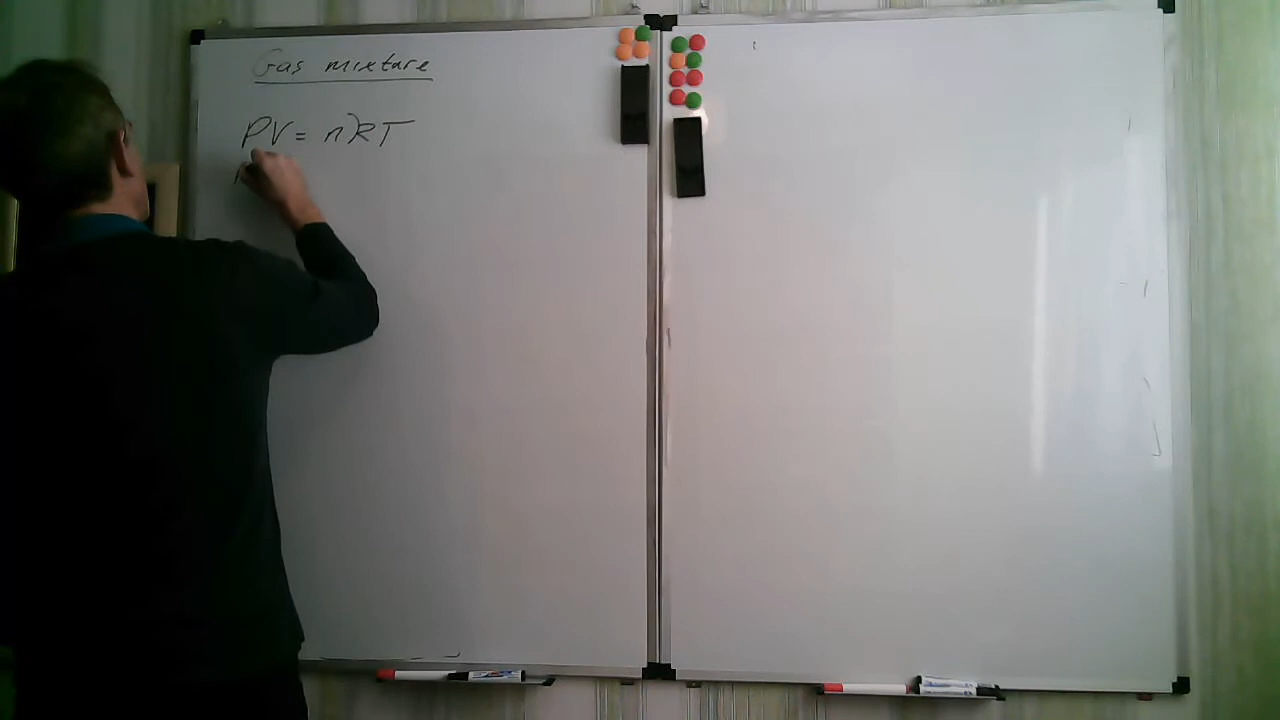 Gas mixture
PV = nRT